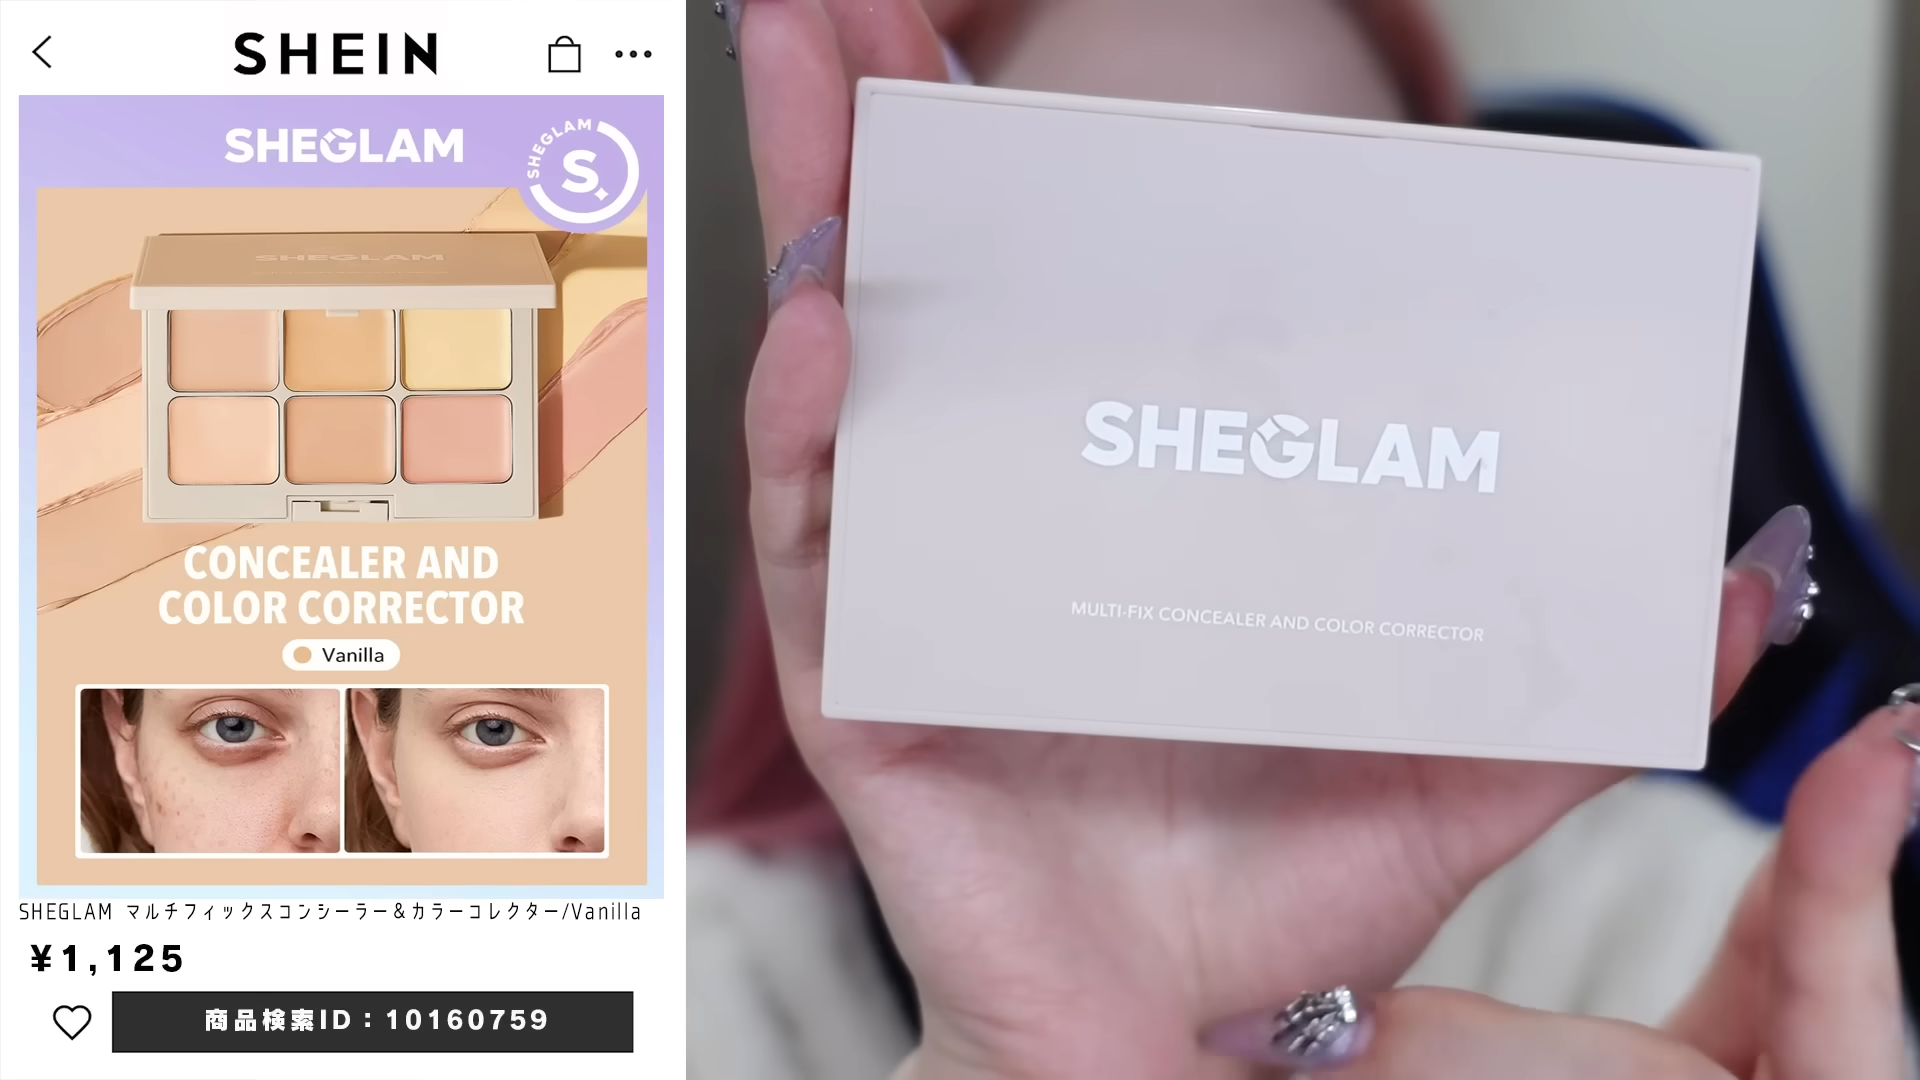 SHEIN
SHEGLAM
SHEGLAM
S
SHEGLAM
CONCEALER AND
COLOR CORRECTOR
Vanilla
SHEGLAM マルチフィックスコンシーラー&カラーコレクター/Vanilla
¥1,125
商品検索ID:10160759
SHEGLAM
MULTI-FIX CONCEALER AND COLOR CORRECTOR